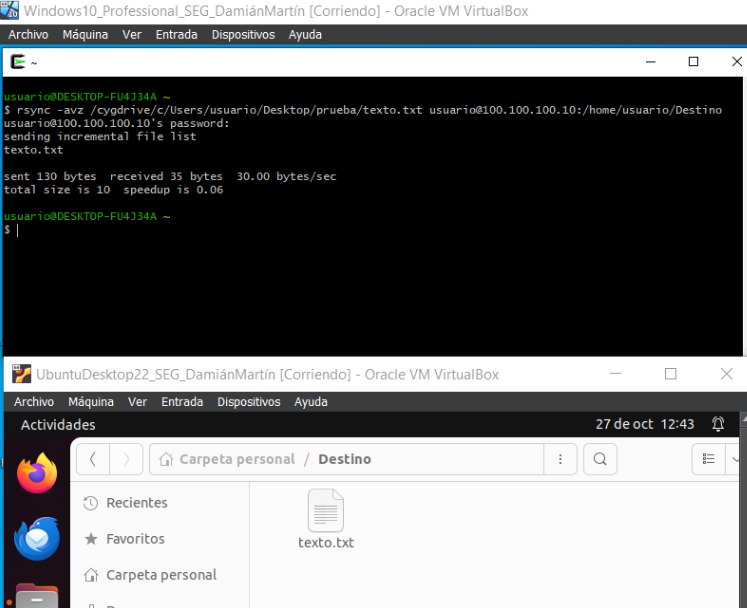 Windows10_Professional_SEG_DamiánMartín [Corriendo] - Oracle VM VirtualBox
Archivo Máquina Ver Entrada Dispositivos Ayuda
~
usuario@DESKTOP-FU4J34A ~
$ rsync -avz /cygdrive/c/Users/usuario/Desktop/prueba/texto.txt usuario@100.100.100.10:/home/usuario/Destino
usuario@100.100.100.10's password:
sending incremental file list
texto.txt
sent 130 bytes  received 35 bytes  30.00 bytes/sec
total size is 10  speedup is 0.06
usuario@DESKTOP-FU4J34A ~
$
UbuntuDesktop22_SEG_DamiánMartín [Corriendo] - Oracle VM VirtualBox
Archivo Máquina Ver Entrada Dispositivos Ayuda
Actividades 27 de oct 12:43
Carpeta personal / Destino
Recientes
Favoritos
Carpeta personal
texto.txt